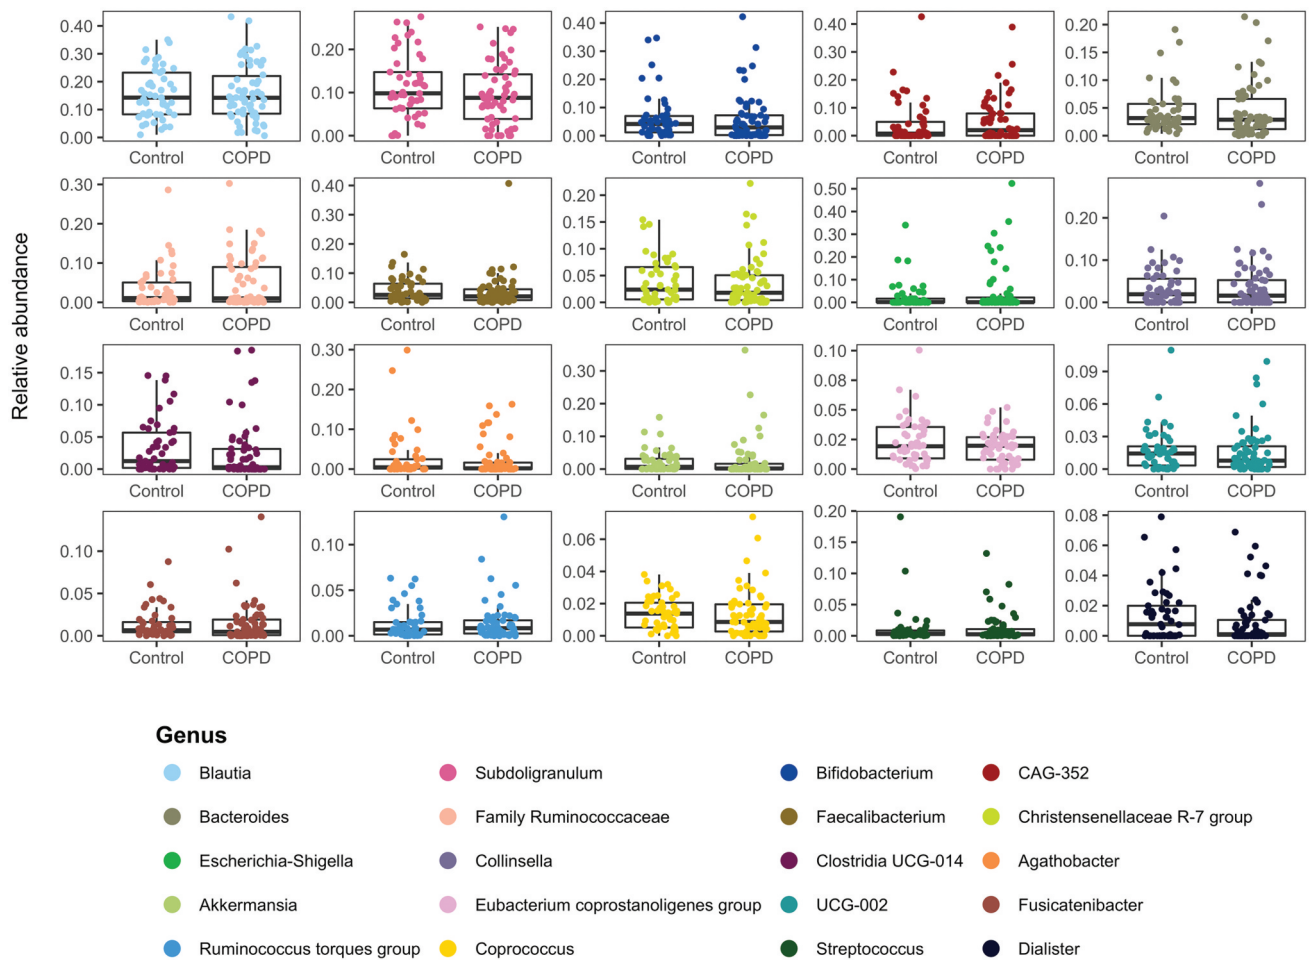 Relative abundance
0.40
0.30
0.20
0.10
0.00
Control
COPD
0.20
0.10
0.00
Control
COPD
0.40
0.30
0.20
0.10
0.00
Control
COPD
0.40
0.30
0.20
0.10
0.00
Control
COPD
0.20
0.15
0.10
0.05
0.00
Control
COPD
0.30
0.20
0.10
0.00
Control
COPD
0.40
0.30
0.20
0.10
0.00
Control
COPD
0.20
0.15
0.10
0.05
0.00
Control
COPD
0.50
0.40
0.30
0.20
0.10
0.00
Control
COPD
0.20
0.10
0.00
Control
COPD
0.15
0.10
0.05
0.00
Control
COPD
0.30
0.20
0.10
0.00
Control
COPD
0.30
0.20
0.10
0.00
Control
COPD
0.10
0.08
0.05
0.02
0.00
Control
COPD
0.09
0.06
0.03
0.00
Control
COPD
0.10
0.05
0.00
Control
COPD
0.10
0.05
0.00
Control
COPD
0.06
0.04
0.02
0.00
Control
COPD
0.20
0.15
0.10
0.05
0.00
Control
COPD
0.08
0.06
0.04
0.02
0.00
Control
COPD
Genus
Blautia
Subdoligranulum
Bifidobacterium
CAG-352
Bacteroides
Family Ruminococcaceae
Faecalibacterium
Christensenellaceae R-7 group
Escherichia-Shigella
Collinsella
Clostridia UCG-014
Agathobacter
Akkermansia
Eubacterium coprostanoligenes group
UCG-002
Fusicatenibacter
Ruminococcus torques group
Coprococcus
Streptococcus
Dialister